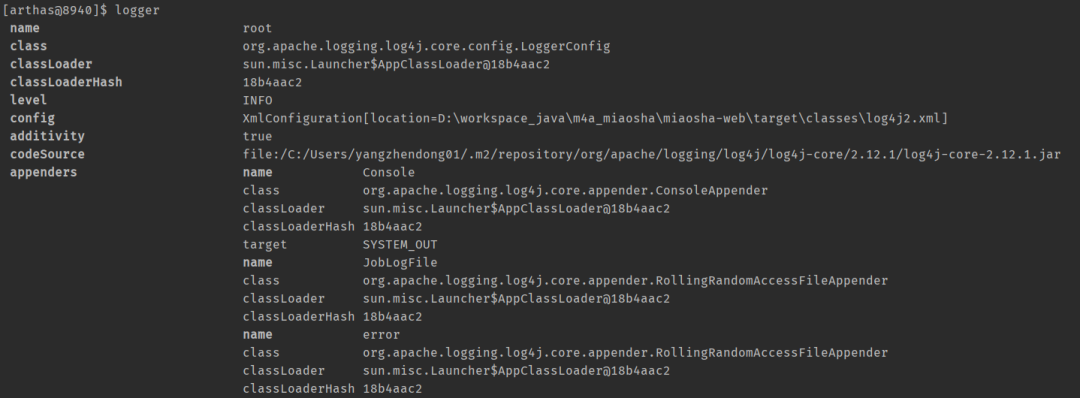 [arthas@8940]$ logger
name root
class org.apache.logging.log4j.core.config.LoggerConfig
classLoader sun.misc.Launcher$AppClassLoader@18b4aac2
classLoaderHash 18b4aac2
level INFO
config XmlConfiguration[location=D:\workspace_java\m4a_miaosha\miaosha-web\target\classes\log4j2.xml]
additivity true
codeSource file:/C:/Users/yangzhendong01/.m2/repository/org/apache/logging/log4j/log4j-core/2.12.1/log4j-core-2.12.1.jar
appenders name Console
class org.apache.logging.log4j.core.appender.ConsoleAppender
classLoader sun.misc.Launcher$AppClassLoader@18b4aac2
classLoaderHash 18b4aac2
target SYSTEM_OUT
name JobLogFile
class org.apache.logging.log4j.core.appender.RollingRandomAccessFileAppender
classLoader sun.misc.Launcher$AppClassLoader@18b4aac2
classLoaderHash 18b4aac2
name error
class org.apache.logging.log4j.core.appender.RollingRandomAccessFileAppender
classLoader sun.misc.Launcher$AppClassLoader@18b4aac2
classLoaderHash 18b4aac2